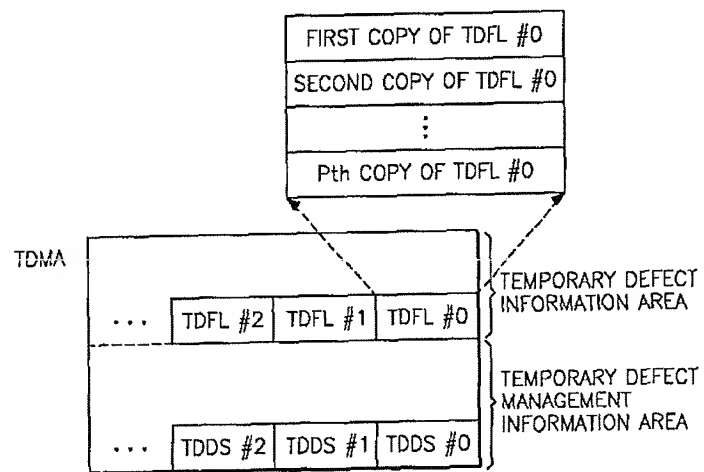 FIRST COPY OF TDFL #0
SECOND COPY OF TDFL #0
⋮
Pth COPY OF TDFL #0
TDMA
TEMPORARY DEFECT
INFORMATION AREA
... TDFL #2 TDFL #1 TDFL #0
TEMPORARY DEFECT
MANAGEMENT
INFORMATION AREA
... TDDS #2 TDDS #1 TDDS #0